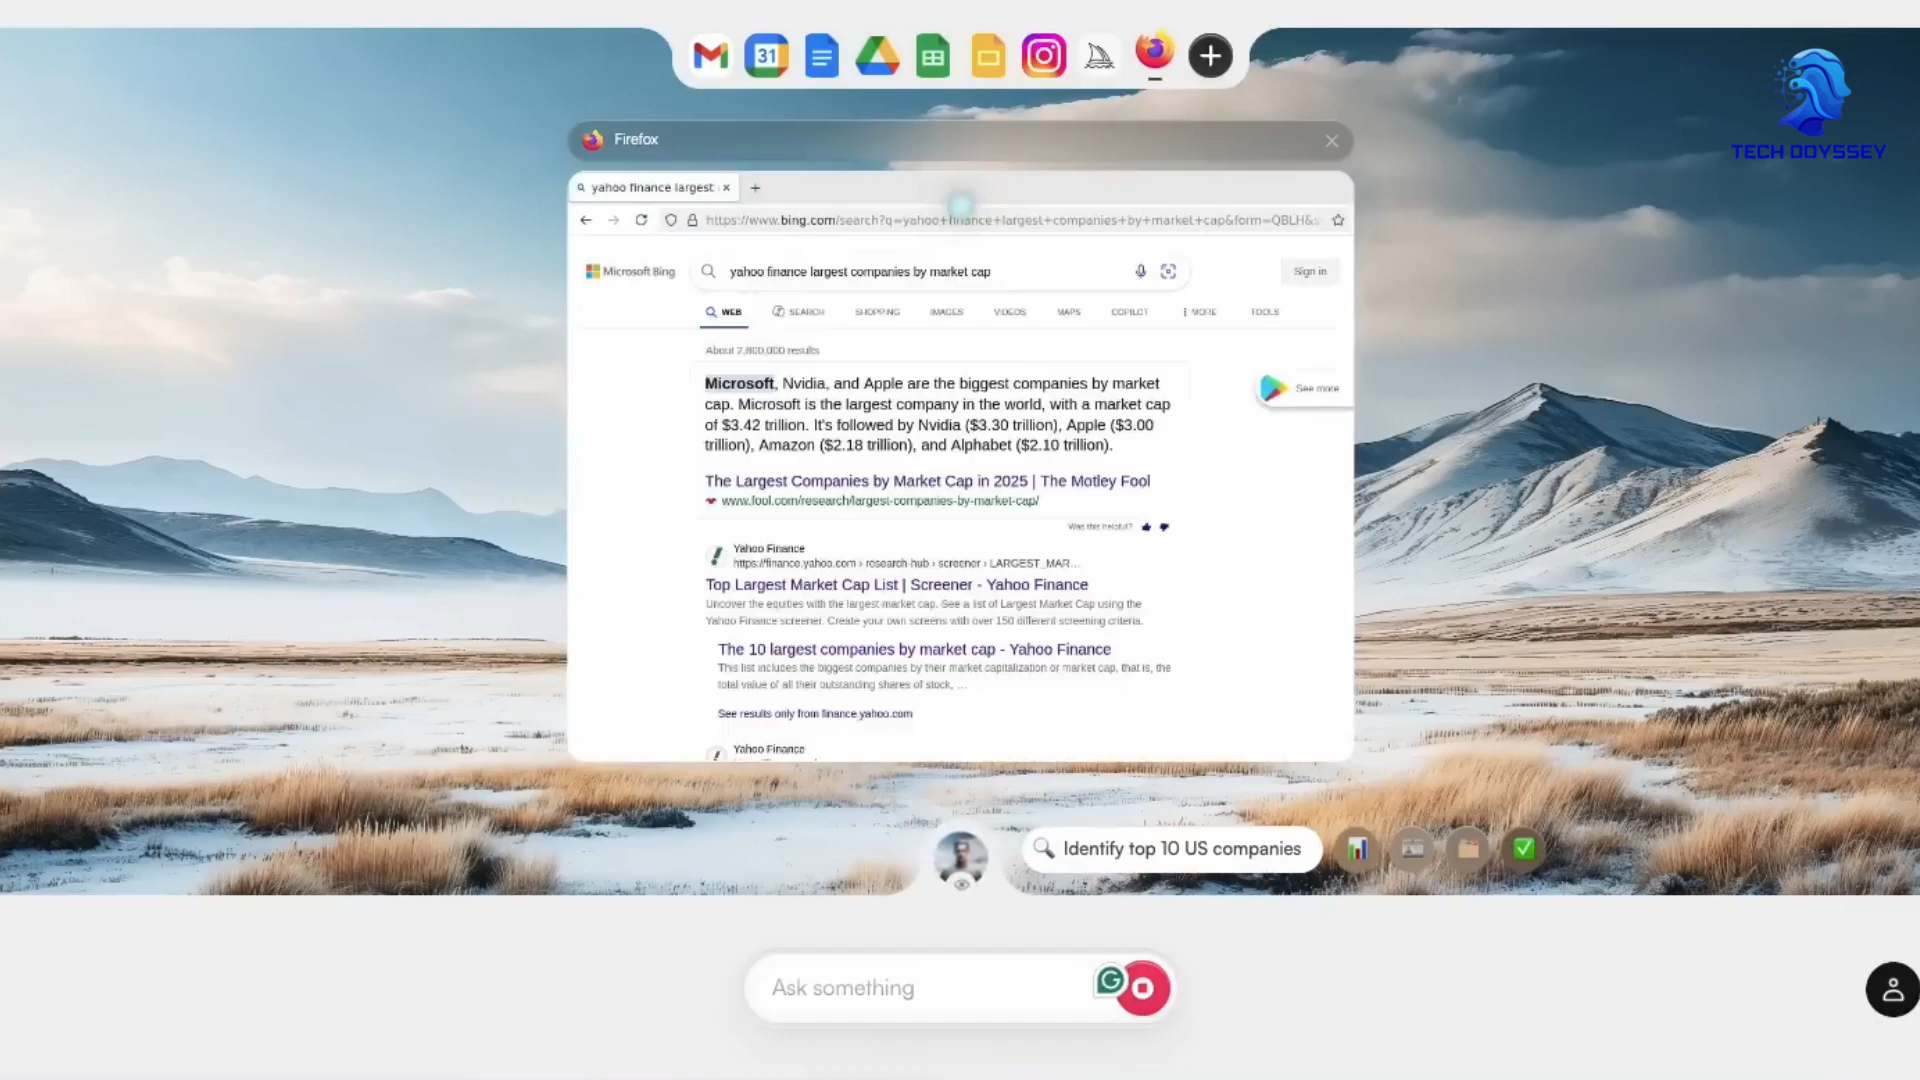 31
TECH ODYSSEY
Firefox
yahoo finance largest
https://www.bing.com/search?q=yahoo+finance+largest+companies+by+market+cap&form=QBLH&s
Microsoft Bing
yahoo finance largest companies by market cap
Sign in
WEB SEARCH SHOPPING IMAGES VIDEOS MAPS COPILOT MORE TOOLS
About 2,800,000 results
Microsoft, Nvidia, and Apple are the biggest companies by market
cap. Microsoft is the largest company in the world, with a market cap
of $3.42 trillion. It's followed by Nvidia ($3.30 trillion), Apple ($3.00
trillion), Amazon ($2.18 trillion), and Alphabet ($2.10 trillion).
See more
The Largest Companies by Market Cap in 2025 | The Motley Fool
www.fool.com/research/largest-companies-by-market-cap/
Was this helpful?
Yahoo Finance
https://finance.yahoo.com › research-hub › screener › LARGEST_MAR...
Top Largest Market Cap List | Screener - Yahoo Finance
Uncover the equities with the largest market cap. See a list of Largest Market Cap using the
Yahoo Finance screener. Create your own screens with over 150 different screening criteria.
The 10 largest companies by market cap - Yahoo Finance
This list includes the biggest companies by their market capitalization or market cap, that is, the
total value of all their outstanding shares of stock, ...
See results only from finance.yahoo.com
Yahoo Finance
Identify top 10 US companies
Ask something